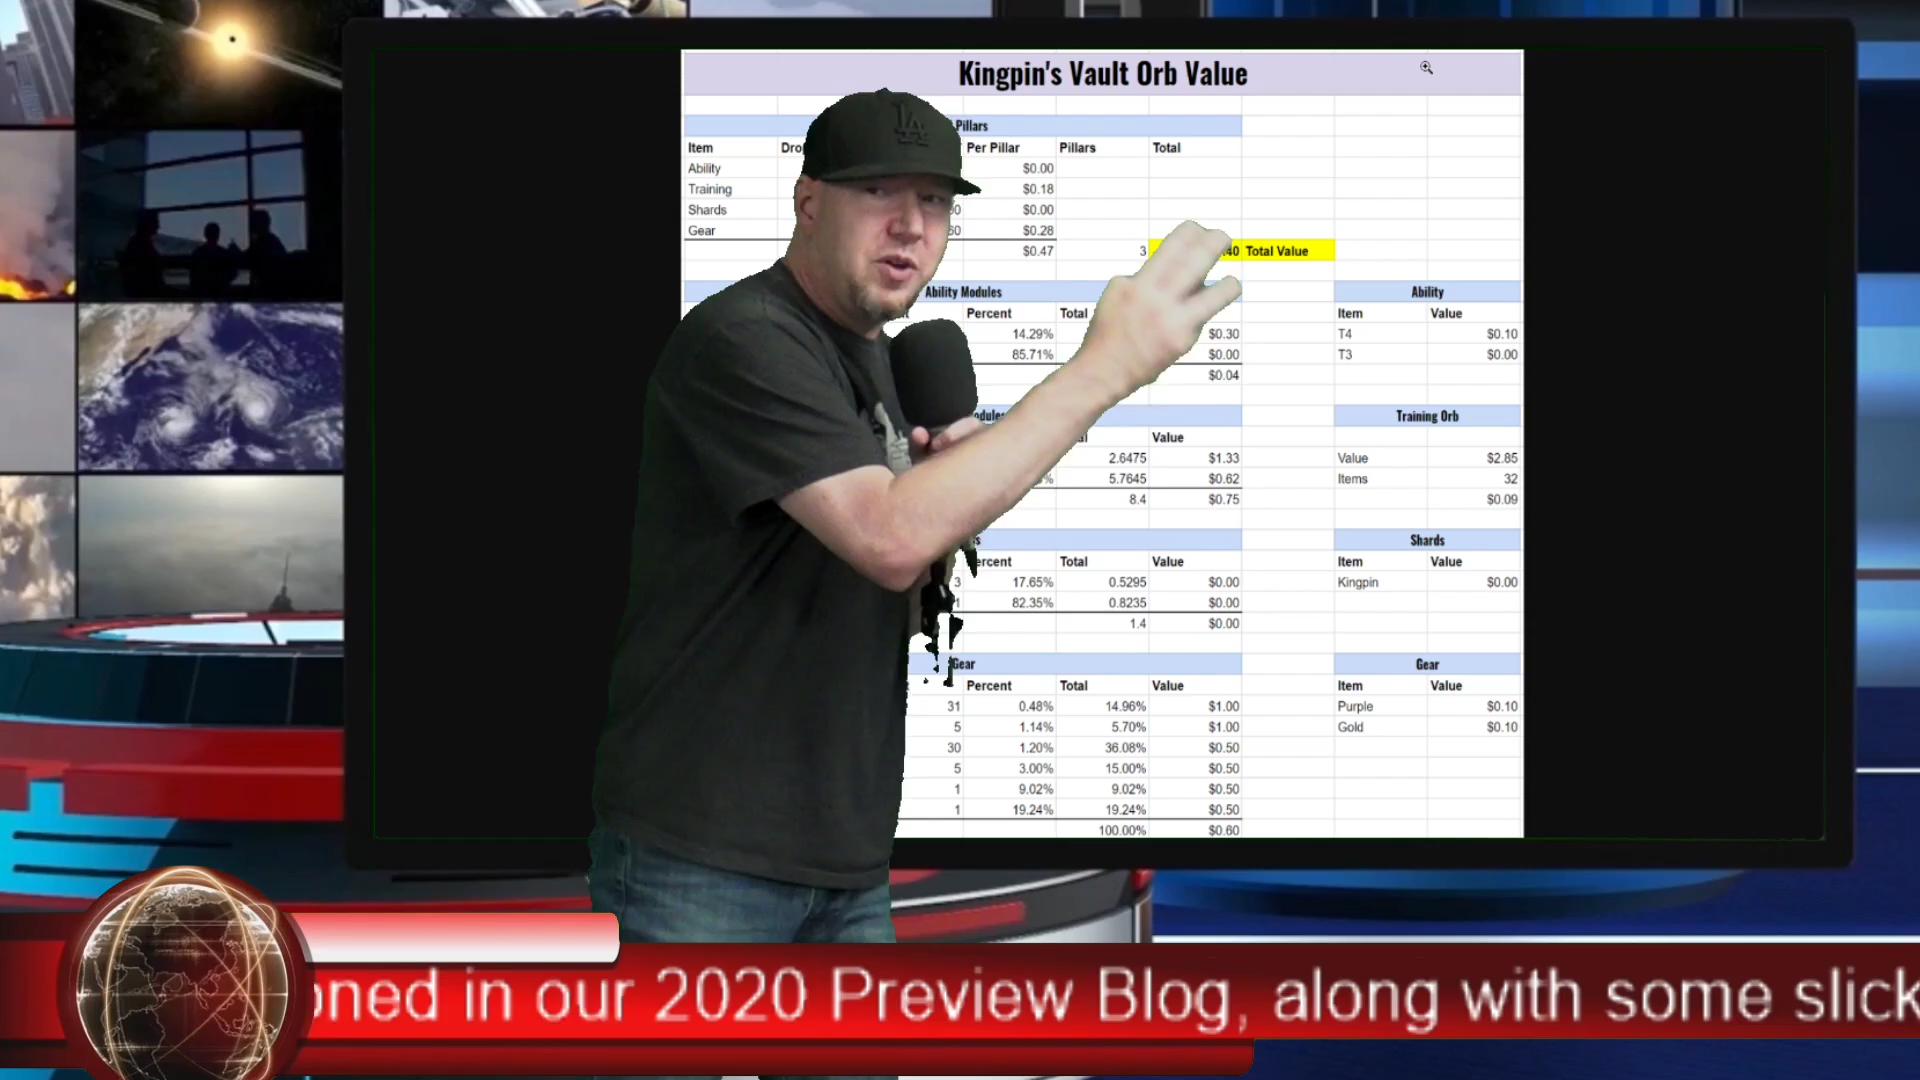 Kingpin's Vault Orb Value
LA
Pillars
Item Per Pillar Pillars Total
Ability $0.00
Training $0.18
Shards $0.00
Gear $0.28
$0.47 3 Total Value
Ability Modules Ability
Percent Total Item Value
14.29% $0.30 T4 $0.10
85.71% $0.00 T3 $0.00
$0.04
Training Orb
Value
2.6475 $1.33 Value $2.85
5.7645 $0.62 Items 32
8.4 $0.75 $0.09
Shards
Total Value Item Value
3 17.65% 0.5295 $0.00 Kingpin $0.00
1 82.35% 0.8235 $0.00
1.4 $0.00
Gear Gear
Percent Total Value Item Value
31 0.48% 14.96% $1.00 Purple $0.10
5 1.14% 5.70% $1.00 Gold $0.10
30 1.20% 36.08% $0.50
5 3.00% 15.00% $0.50
1 9.02% 9.02% $0.50
1 19.24% 19.24% $0.50
100.00% $0.60
in our 2020 Preview Blog, along with some slick